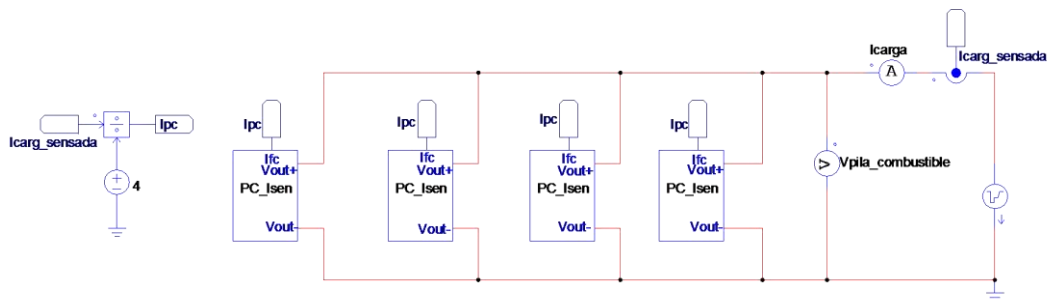 Icarga
A
Icarg_sensada
Icarg_sensada
Ipc
4
Ipc
Ifc
Vout+
PC_Isen
Vout-
Ipc
Ifc
Vout+
PC_Isen
Vout-
Ipc
Ifc
Vout+
PC_Isen
Vout-
Ipc
Ifc
Vout+
PC_Isen
Vout-
V
Vpila_combustible